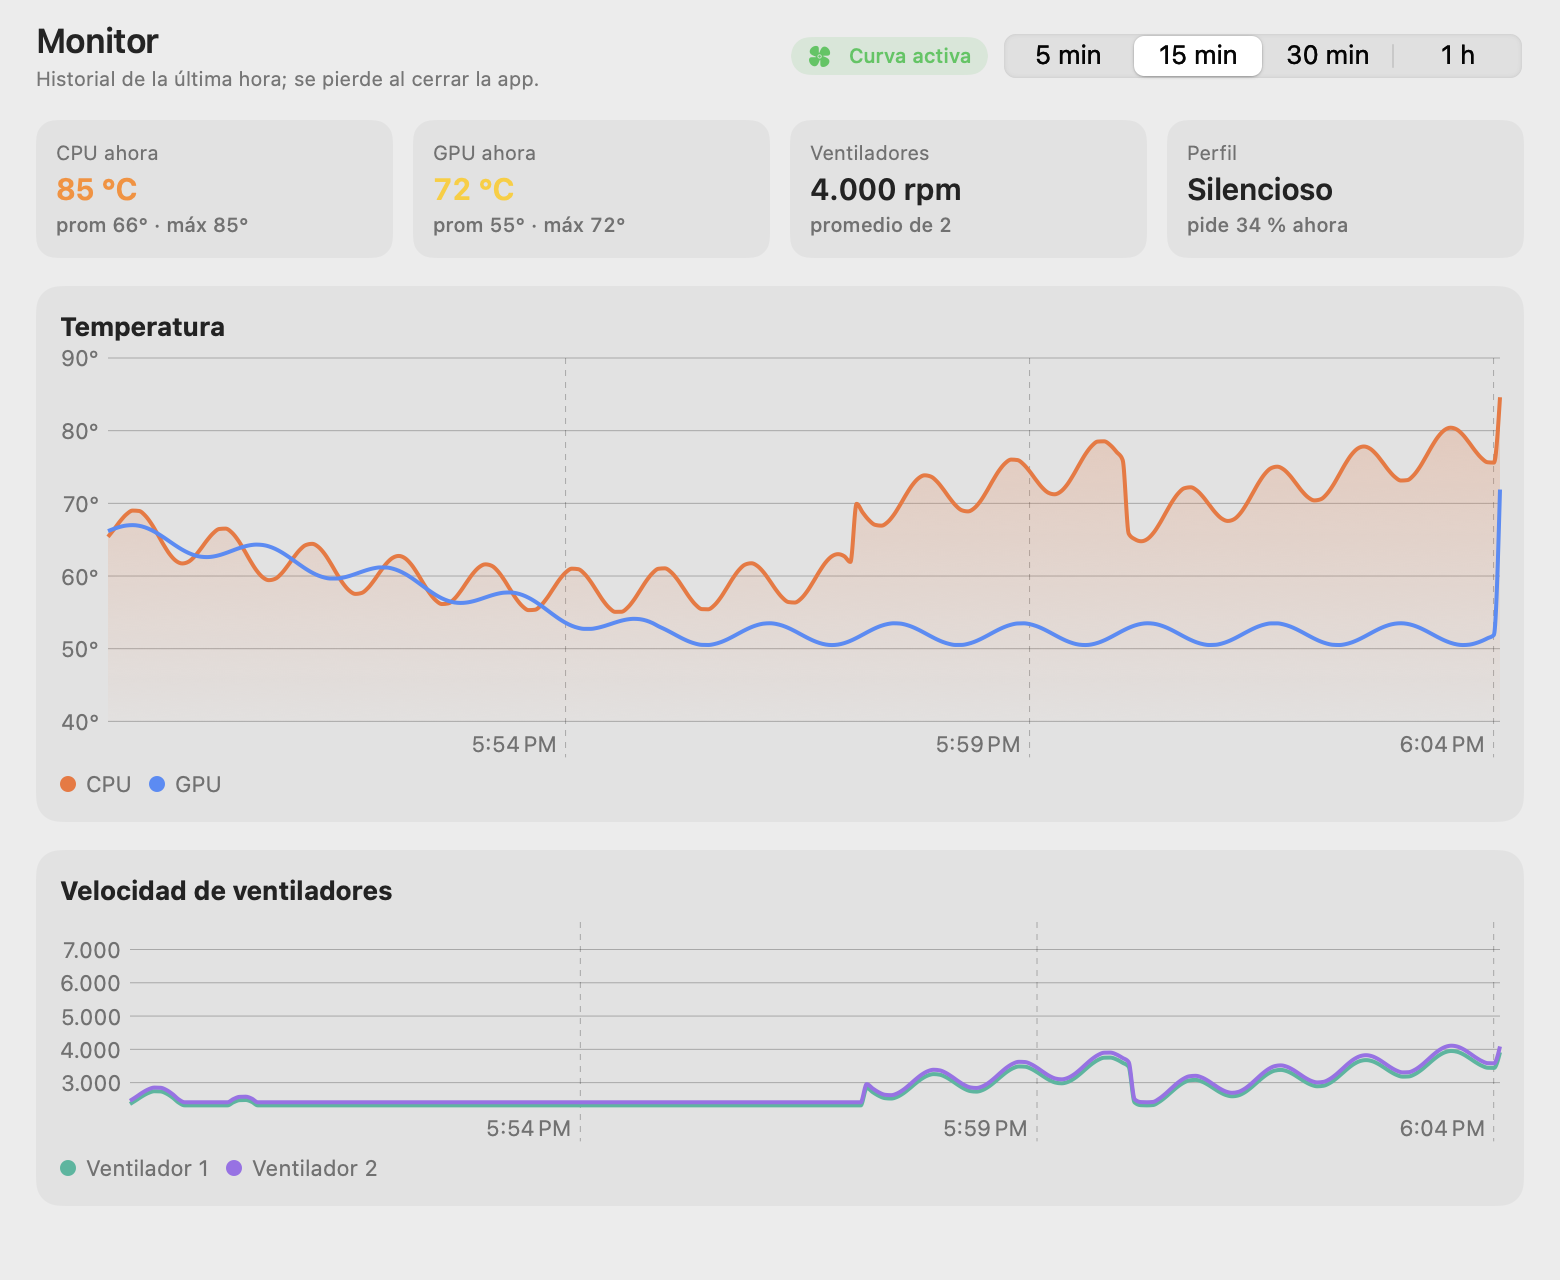 Monitor
Historial de la última hora; se pierde al cerrar la app.
Curva activa
5 min
15 min
30 min
1 h
CPU ahora
85 °C
prom 66° · máx 85°
GPU ahora
72 °C
prom 55° · máx 72°
Ventiladores
4.000 rpm
promedio de 2
Perfil
Silencioso
pide 34 % ahora
Temperatura
90°
80°
70°
60°
50°
40°
5:54 PM
5:59 PM
6:04 PM
CPU
GPU
Velocidad de ventiladores
7.000
6.000
5.000
4.000
3.000
5:54 PM
5:59 PM
6:04 PM
Ventilador 1
Ventilador 2